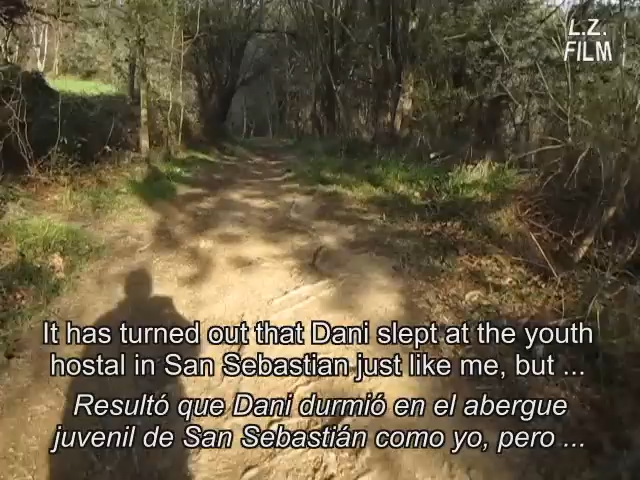 L.Z.
FILM
It has turned out that Dani slept at the youth
hostal in San Sebastian just like me, but ...
Resultó que Dani durmió en el abergue
juvenil de San Sebastián como yo, pero ...